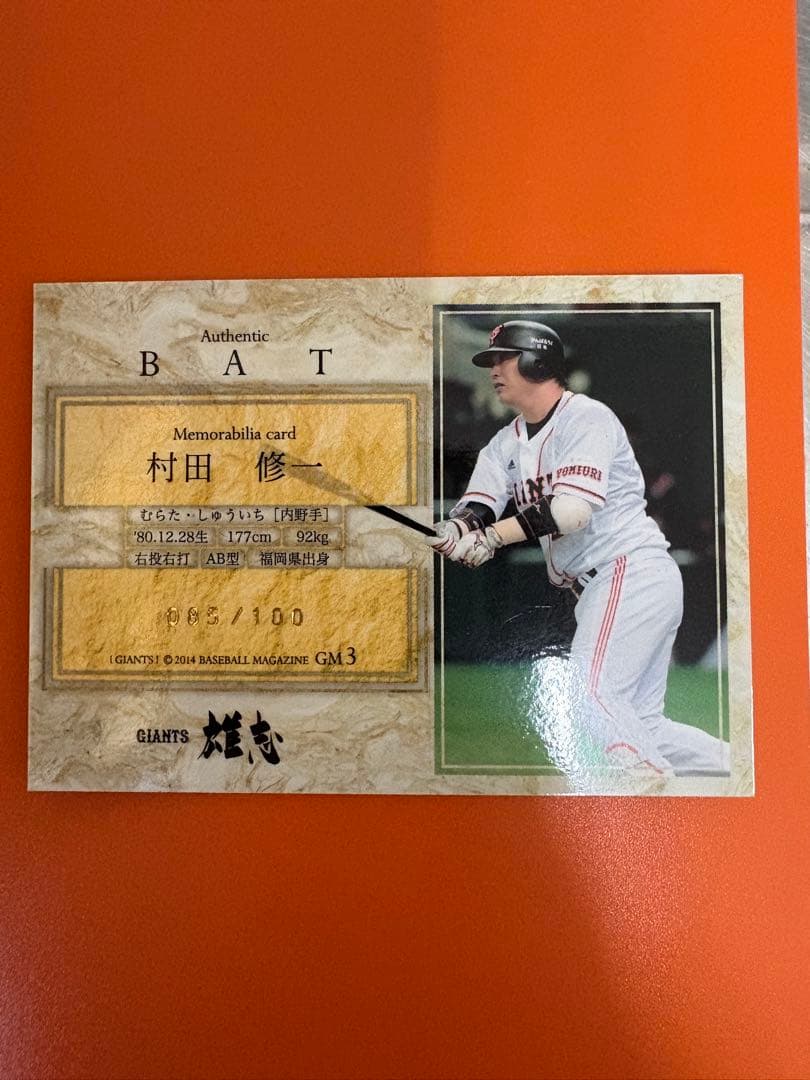 Authentic
BAT
Memorabilia card
村田 修一
むらた・しゅういち［内野手］
'80.12.28生 177cm 92kg
右投右打 AB型 福岡県出身
005/100
［GIANTS］© 2014 BASEBALL MAGAZINE GM3
GIANTS 雄志
YOMIURI